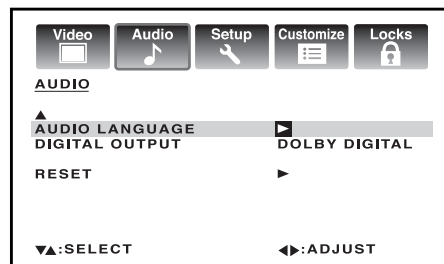 Video Audio Setup Customize Locks
AUDIO
▲
AUDIO LANGUAGE ►
DIGITAL OUTPUT DOLBY DIGITAL
RESET ►
▼▲:SELECT ◄►:ADJUST